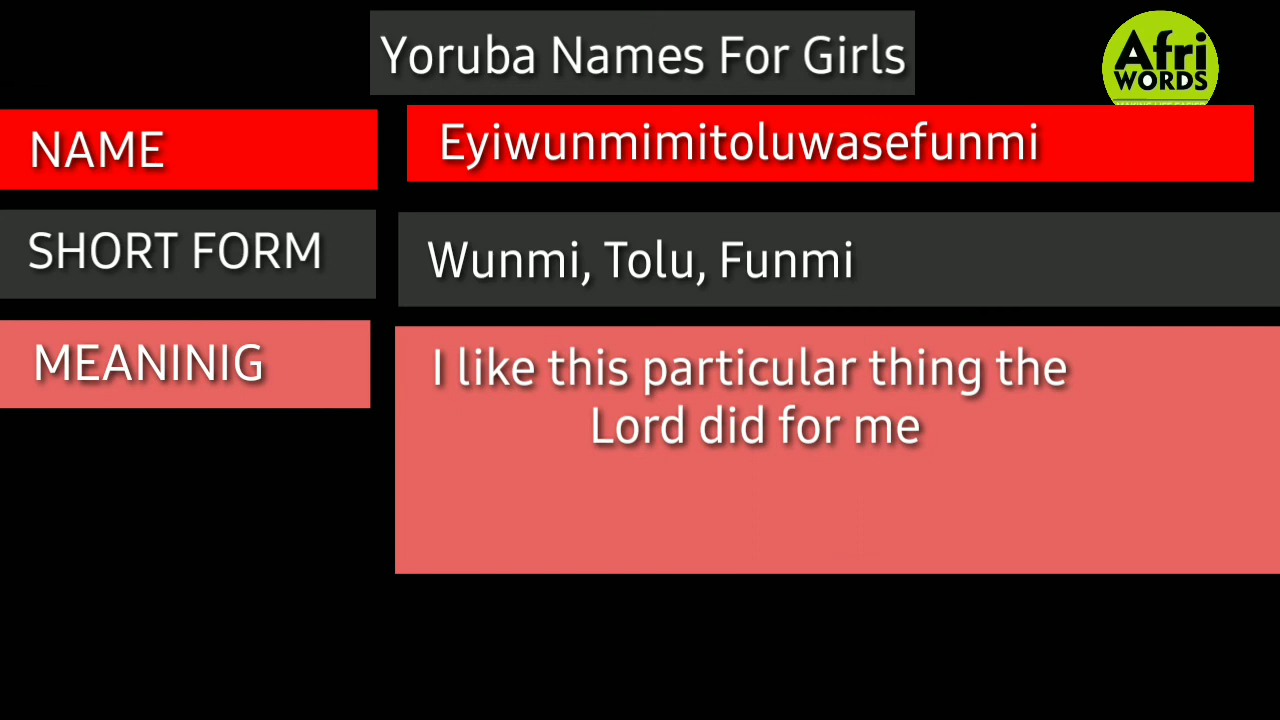 Yoruba Names For Girls
Afri
WORDS
NAME
Eyiwunmimitoluwasefunmi
SHORT FORM
Wunmi, Tolu, Funmi
MEANINIG
I like this particular thing the
Lord did for me